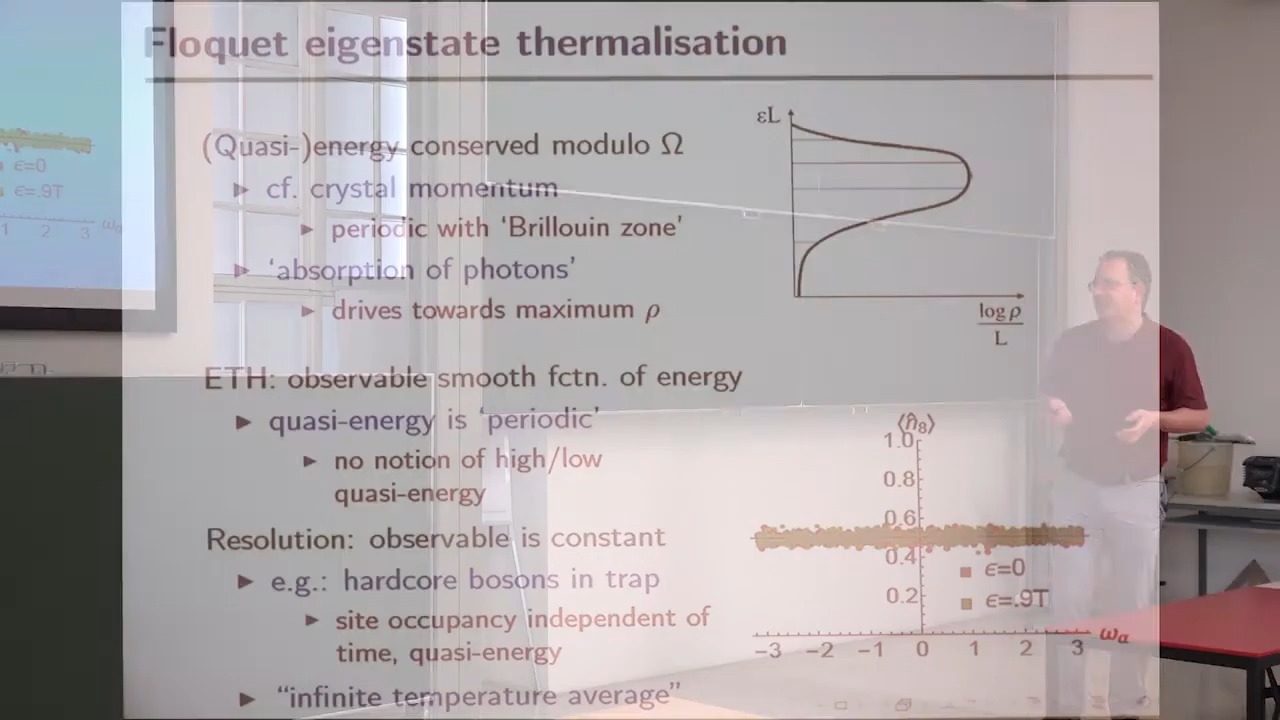 Floquet eigenstate thermalisation
(Quasi-)energy conserved modulo Ω
▶ cf. crystal momentum
▶ periodic with ‘Brillouin zone’
▶ ‘absorption of photons’
▶ drives towards maximum ρ
εL
log ρ
L
ETH: observable smooth fctn. of energy
▶ quasi-energy is ‘periodic’
▶ no notion of high/low
quasi-energy
Resolution: observable is constant
▶ e.g.: hardcore bosons in trap
▶ site occupancy independent of
time, quasi-energy
▶ “infinite temperature average”
⟨n̂8⟩
1.0
0.8
0.6
0.4
0.2
ϵ=0
ϵ=.9T
-3 -2 -1 0 1 2 3 ωα
ϵ=0
ϵ=.9T
1 2 3 ωα